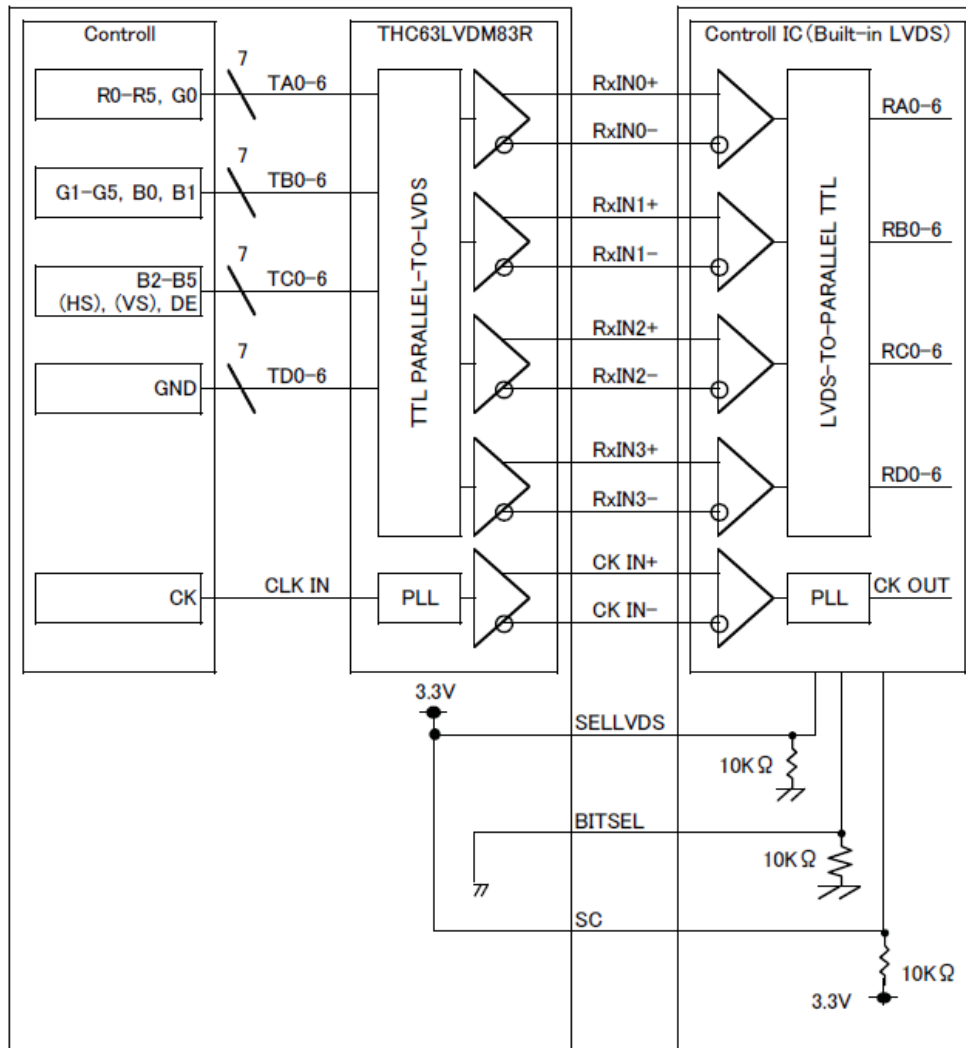 Controll
THC63LVDM83R
Controll IC(Built-in LVDS)
R0-R5, G0
7
TA0-6
RxIN0+
RxIN0-
RA0-6
G1-G5, B0, B1
7
TB0-6
RxIN1+
RxIN1-
RB0-6
B2-B5
(HS), (VS), DE
7
TC0-6
RxIN2+
RxIN2-
RC0-6
GND
7
TD0-6
RxIN3+
RxIN3-
RD0-6
TTL PARALLEL-TO-LVDS
LVDS-TO-PARALLEL TTL
CK
CLK IN
PLL
CK IN+
CK IN-
PLL
CK OUT
3.3V
SELLVDS
10KΩ
BITSEL
10KΩ
SC
10KΩ
3.3V